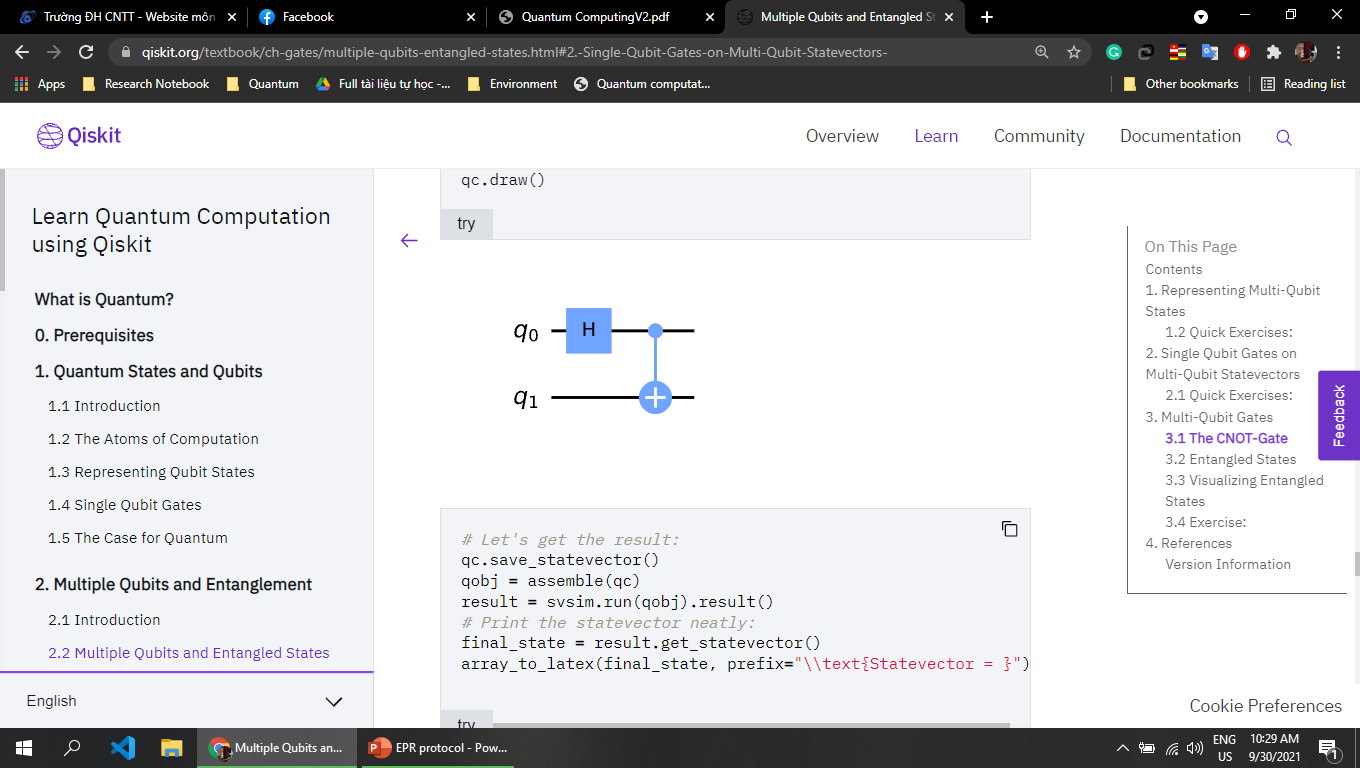 Trường ĐH CNTT - Website môn
Facebook
Quantum ComputingV2.pdf
Multiple Qubits and Entangled St
qiskit.org/textbook/ch-gates/multiple-qubits-entangled-states.html#2.-Single-Qubit-Gates-on-Multi-Qubit-Statevectors-
Apps
Research Notebook
Quantum
Full tài liệu tự học -...
Environment
Quantum computat...
Other bookmarks
Reading list
Qiskit
Overview
Learn
Community
Documentation
Learn Quantum Computation
using Qiskit
What is Quantum?
0. Prerequisites
1. Quantum States and Qubits
1.1 Introduction
1.2 The Atoms of Computation
1.3 Representing Qubit States
1.4 Single Qubit Gates
1.5 The Case for Quantum
2. Multiple Qubits and Entanglement
2.1 Introduction
2.2 Multiple Qubits and Entangled States
English
qc.draw()
try
q0
H
q1
# Let's get the result:
qc.save_statevector()
qobj = assemble(qc)
result = svsim.run(qobj).result()
# Print the statevector neatly:
final_state = result.get_statevector()
array_to_latex(final_state, prefix="\\text{Statevector = }")
try
On This Page
Contents
1. Representing Multi-Qubit
States
1.2 Quick Exercises:
2. Single Qubit Gates on
Multi-Qubit Statevectors
2.1 Quick Exercises:
3. Multi-Qubit Gates
3.1 The CNOT-Gate
3.2 Entangled States
3.3 Visualizing Entangled
States
3.4 Exercise:
4. References
Version Information
Feedback
Cookie Preferences
Multiple Qubits an...
EPR protocol - Pow...
ENG
US
10:29 AM
9/30/2021
1